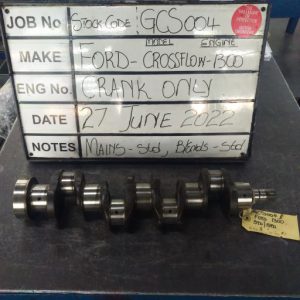 JOB No Stock Code GCS004
MODEL ENGINE
MAKE FORD - CROSSFLOW - 1300
ENG No. CRANK ONLY
DATE 27 JUNE 2022
NOTES MAINS - Std, B/ends - Std